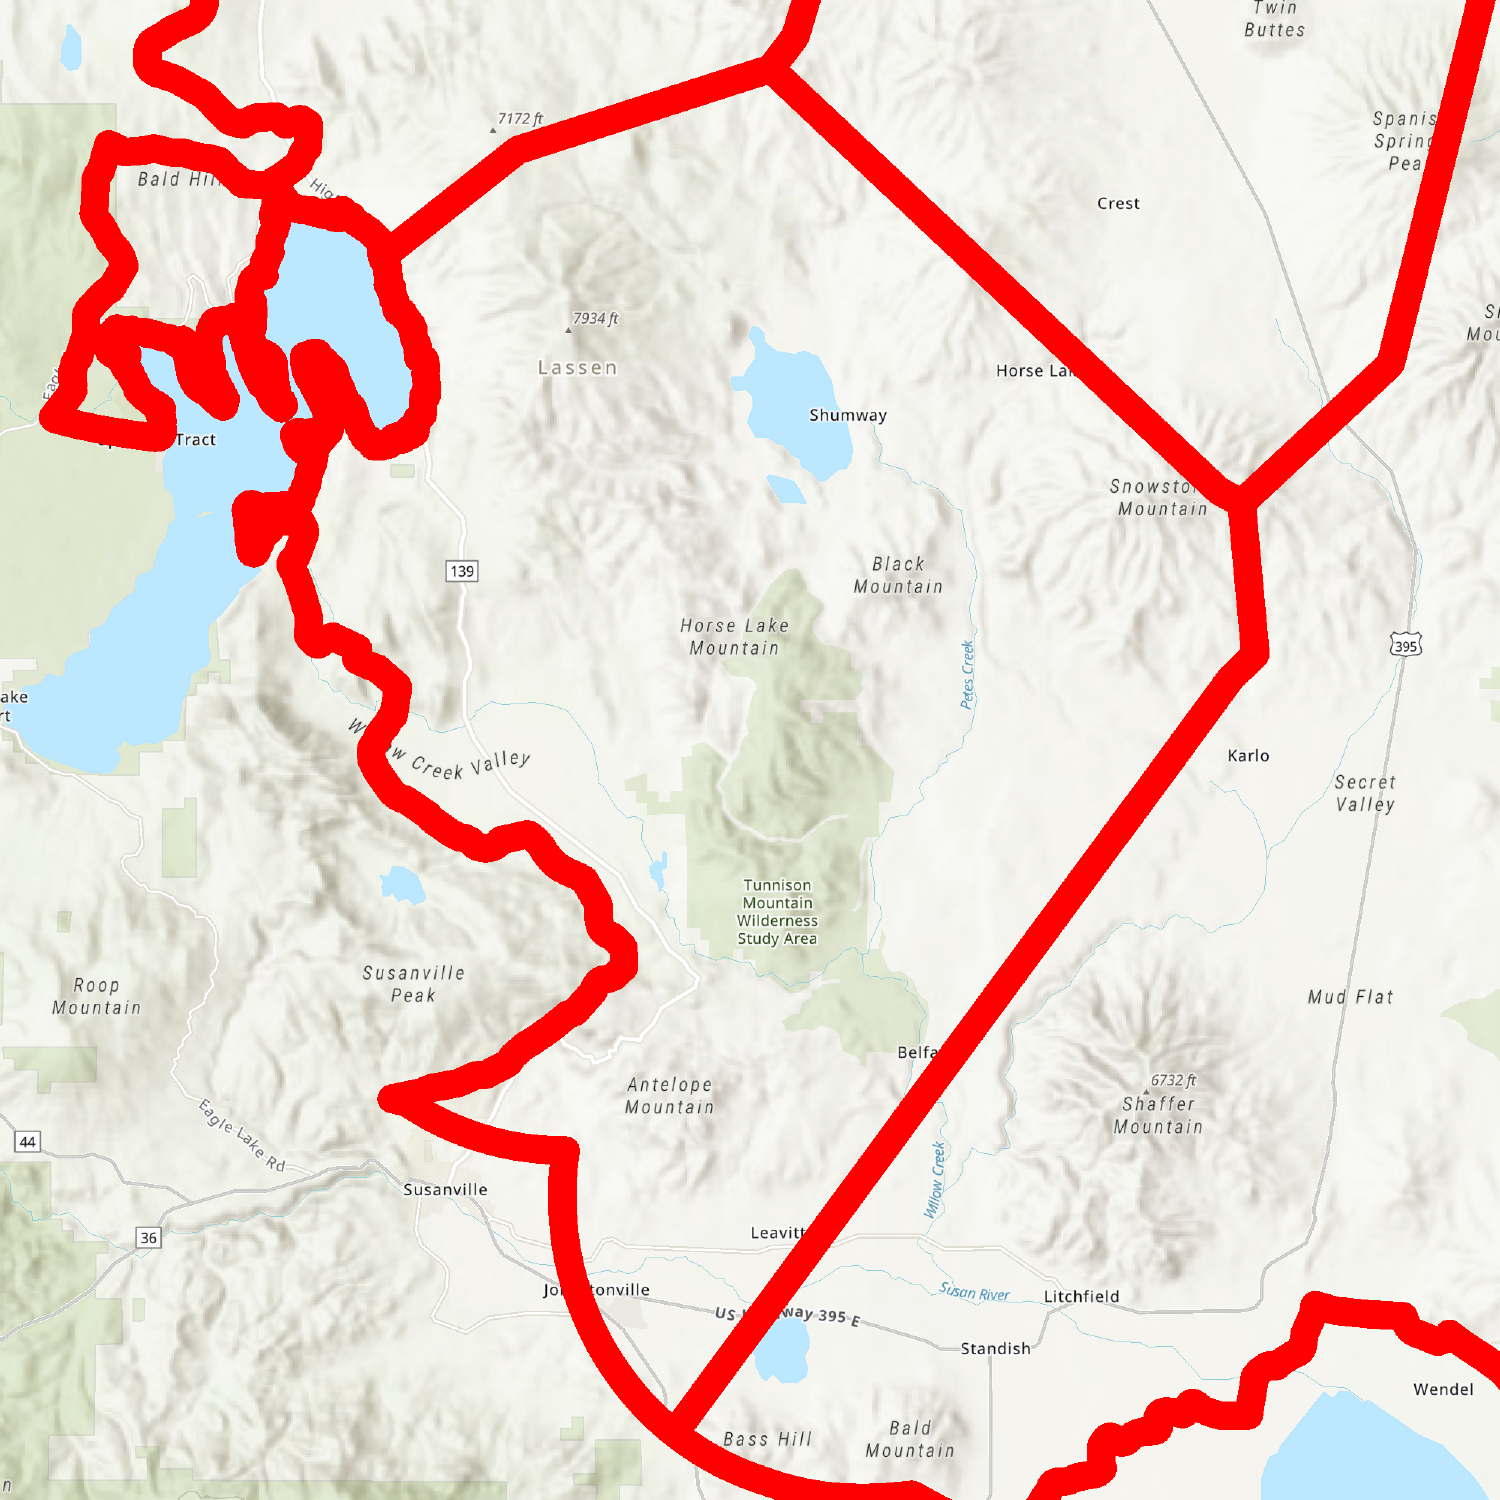 Twin
Buttes
7172 ft
Spanis
Spring
Pea
Bald Hil
Hig
Crest
7934 ft
Lassen
Horse La
Shumway
Eag
Tract
Snowsto
Mountain
139
Black
Mountain
Horse Lake
Mountain
Petes Creek
395
ake
rt
Creek Valley
Karlo
Secret
Valley
Tunnison
Mountain
Wilderness
Study Area
Susanville
Peak
Roop
Mountain
Mud Flat
Belfa
6732 ft
Shaffer
Mountain
Antelope
Mountain
Eagle Lake Rd
44
Willow Creek
Susanville
36
Leavitt
Jo
tonville
Susan River
Litchfield
US
way 395 E
Standish
Wendel
Bass Hill
Bald
Mountain
n